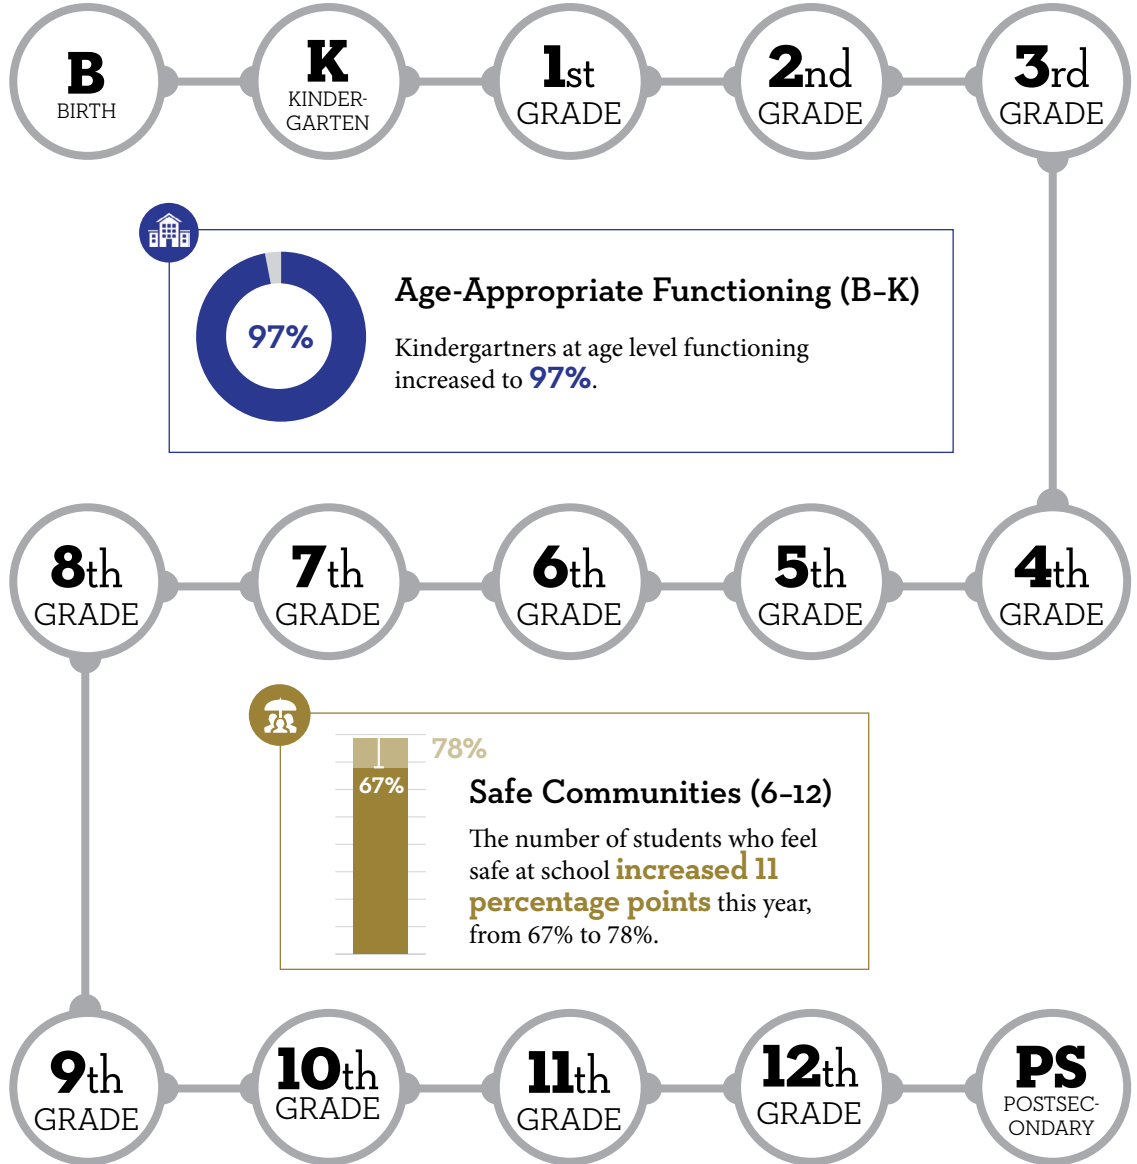 B
BIRTH
K
KINDER-
GARTEN
1st
GRADE
2nd
GRADE
3rd
GRADE
97%
Age-Appropriate Functioning (B–K)
Kindergartners at age level functioning
increased to 97%.
8th
GRADE
7th
GRADE
6th
GRADE
5th
GRADE
4th
GRADE
78%
67%
Safe Communities (6–12)
The number of students who feel
safe at school increased 11
percentage points this year,
from 67% to 78%.
9th
GRADE
10th
GRADE
11th
GRADE
12th
GRADE
PS
POSTSEC-
ONDARY